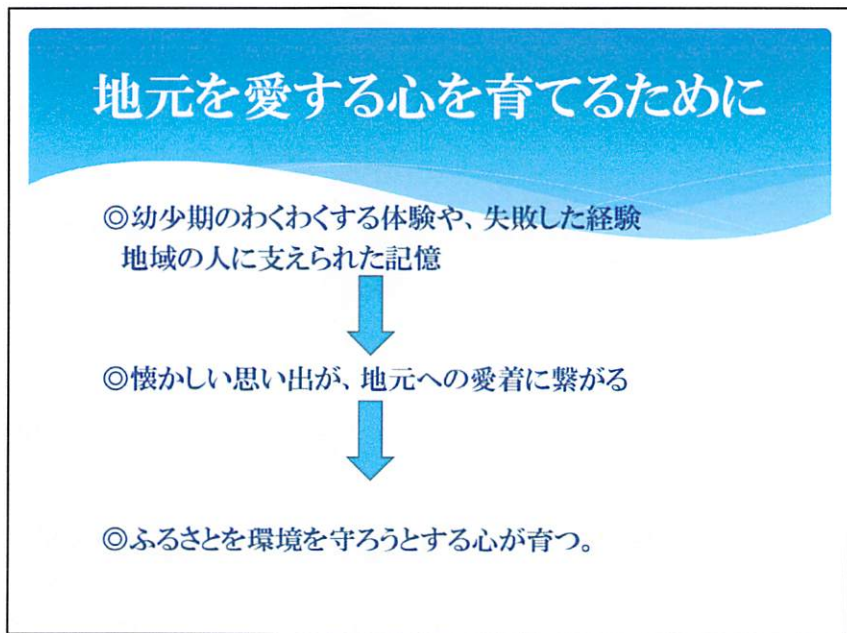 地元を愛する心を育てるために
◎幼少期のわくわくする体験や、失敗した経験
地域の人に支えられた記憶
◎懐かしい思い出が、地元への愛着に繋がる
◎ふるさとを環境を守ろうとする心が育つ。